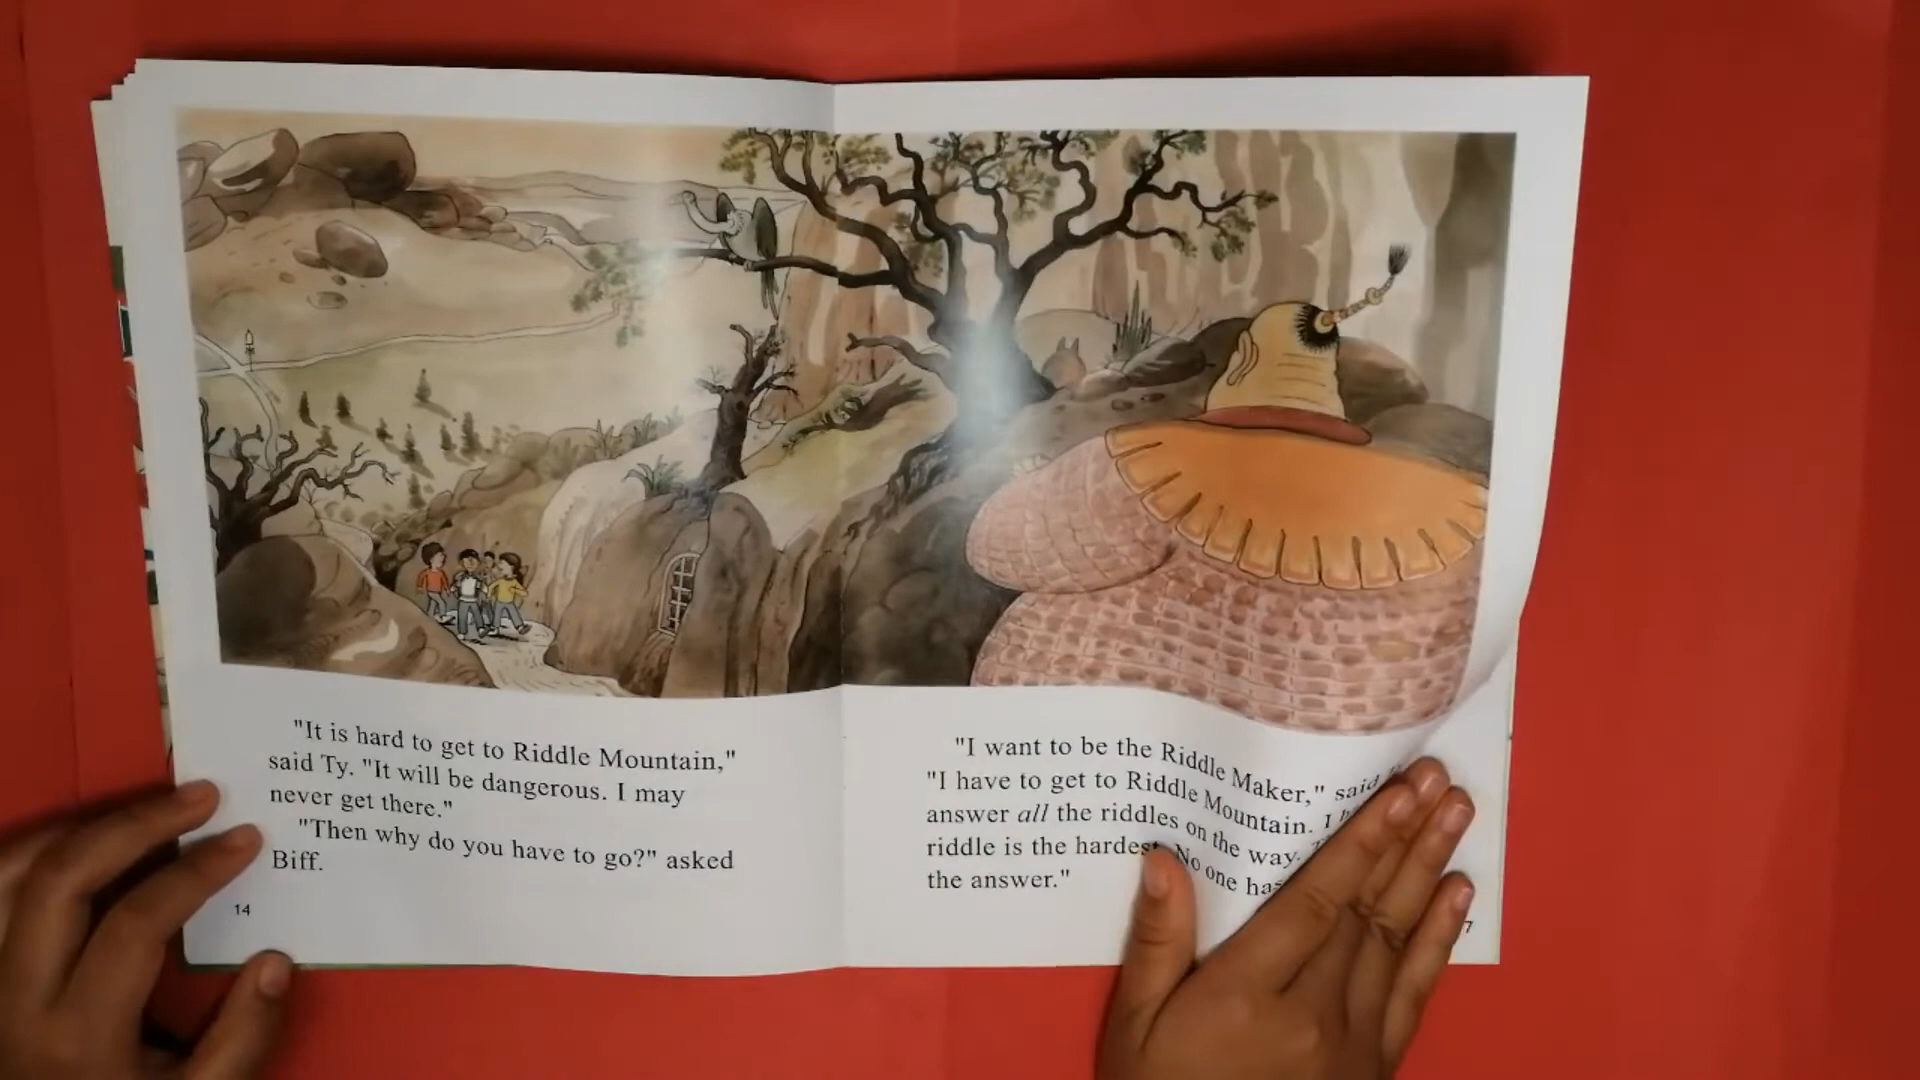 "It is hard to get to Riddle Mountain,"
said Ty. "It will be dangerous. I may
never get there."
"Then why do you have to go?" asked
Biff.
14
"I want to be the Riddle Maker," said
"I have to get to Riddle Mountain. I
answer all the riddles on the way.
riddle is the hardest. No one has
the answer."
7